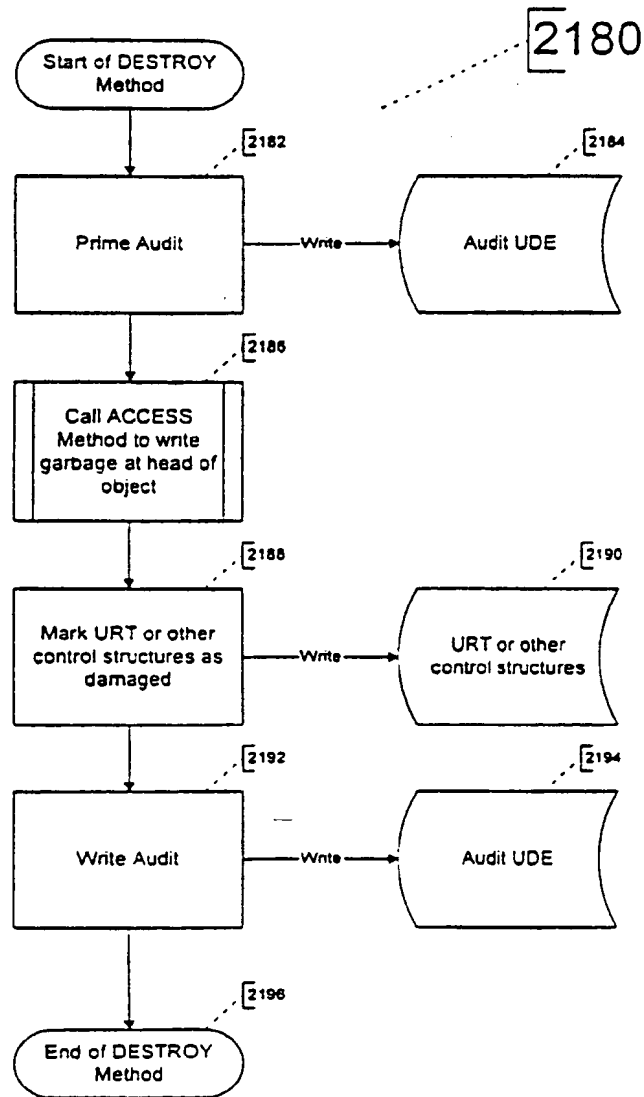 2180
Start of DESTROY
Method
2182
2184
Prime Audit
Write
Audit UDE
2186
Call ACCESS
Method to write
garbage at head of
object
2188
2190
Mark URT or other
control structures as
damaged
Write
URT or other
control structures
2192
2194
Write Audit
Write
Audit UDE
2196
End of DESTROY
Method